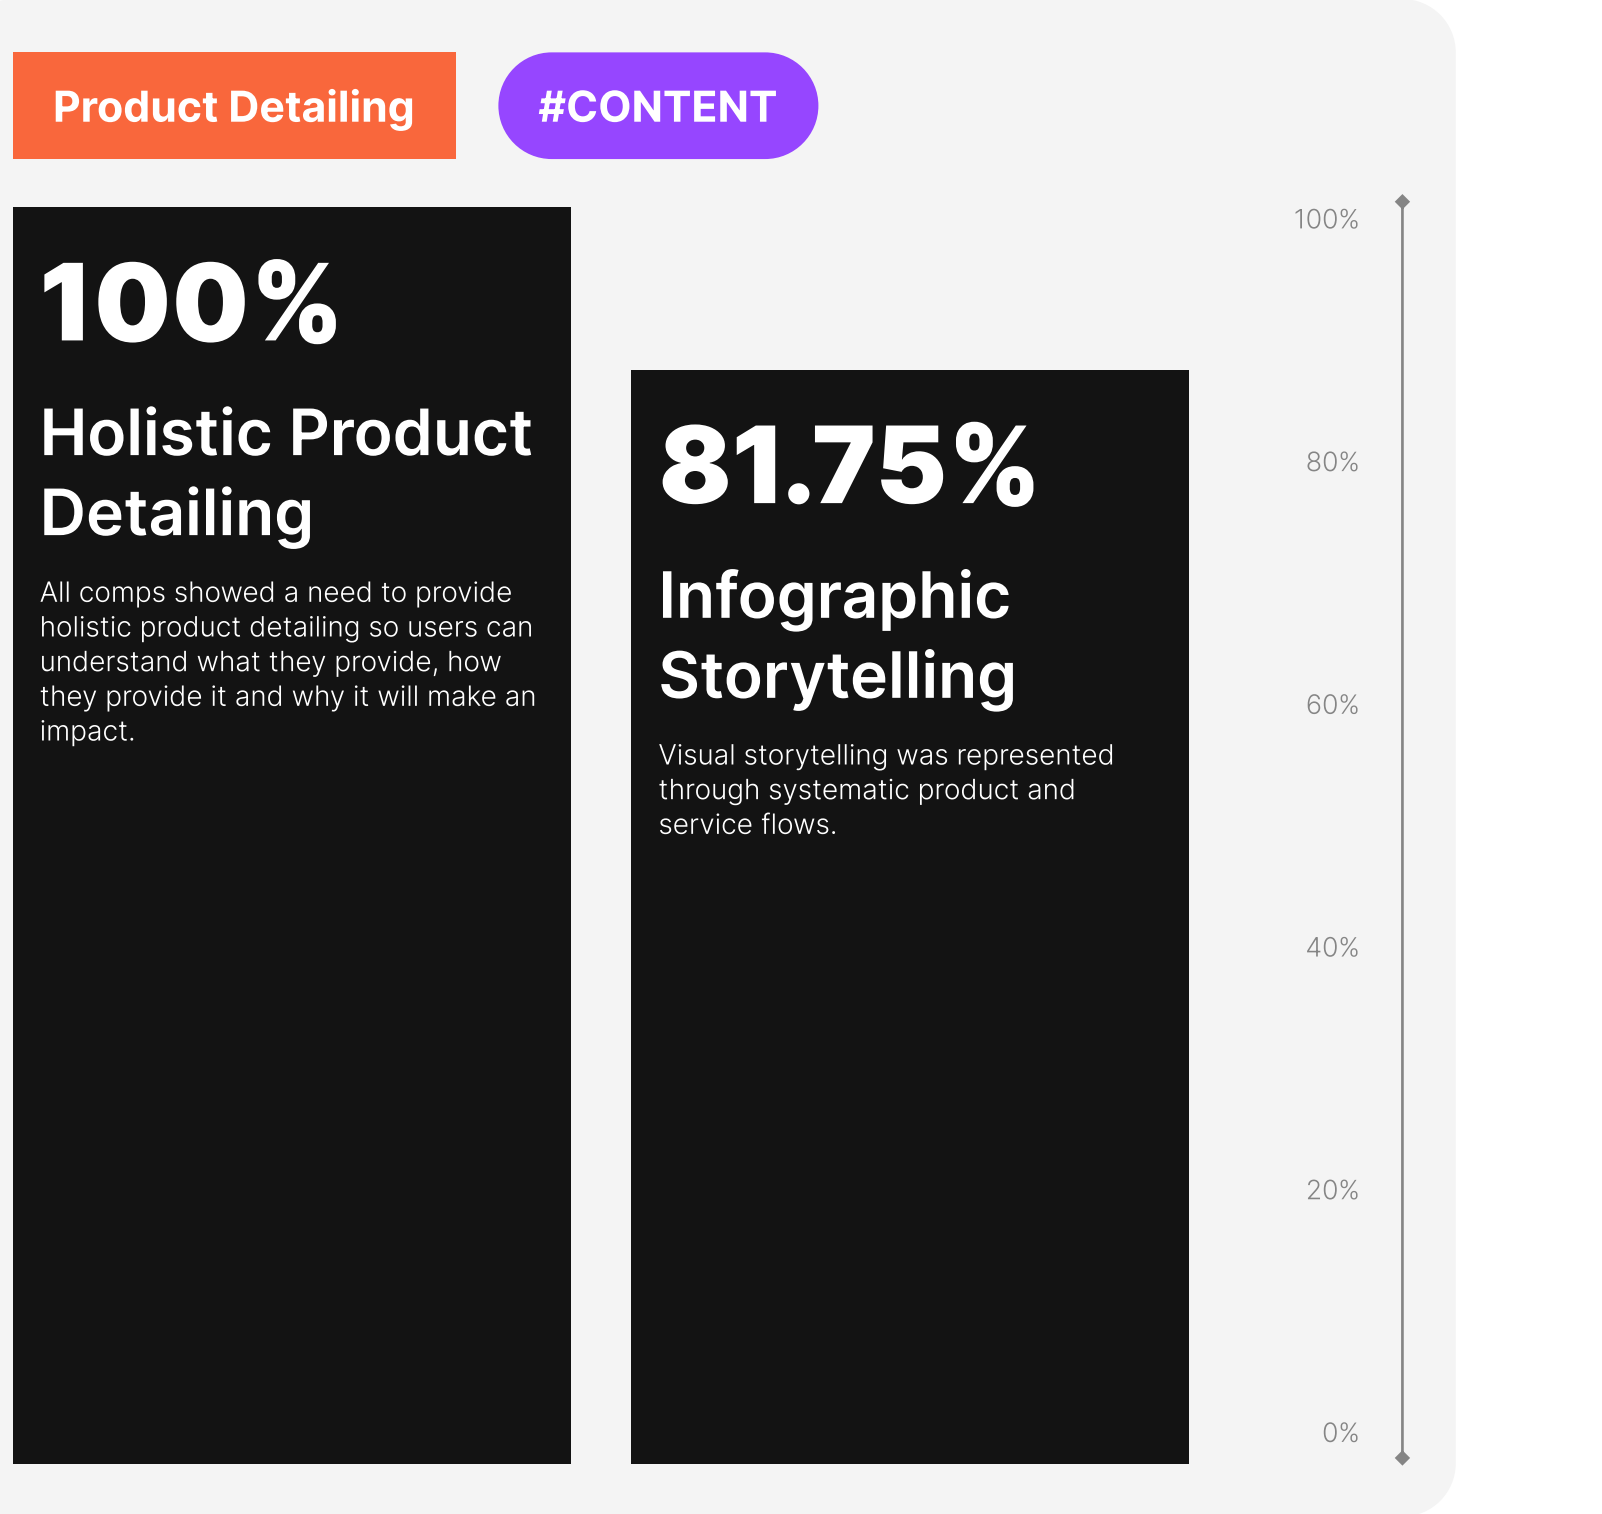 Product Detailing
#CONTENT
100%
Holistic Product
Detailing
All comps showed a need to provide
holistic product detailing so users can
understand what they provide, how
they provide it and why it will make an
impact.
81.75%
Infographic
Storytelling
Visual storytelling was represented
through systematic product and
service flows.
100%
80%
60%
40%
20%
0%